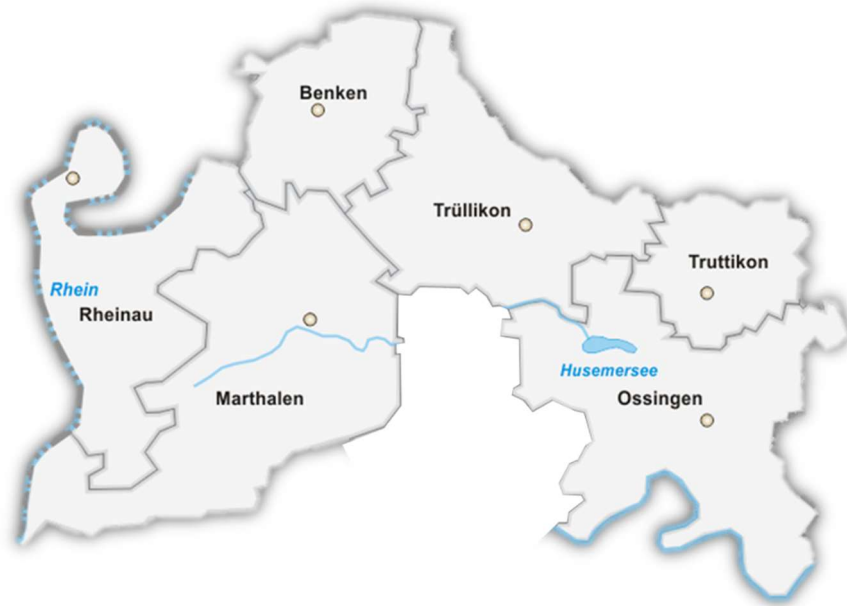 Benken
Trüllikon
Truttikon
Rhein
Rheinau
Husemersee
Marthalen
Ossingen